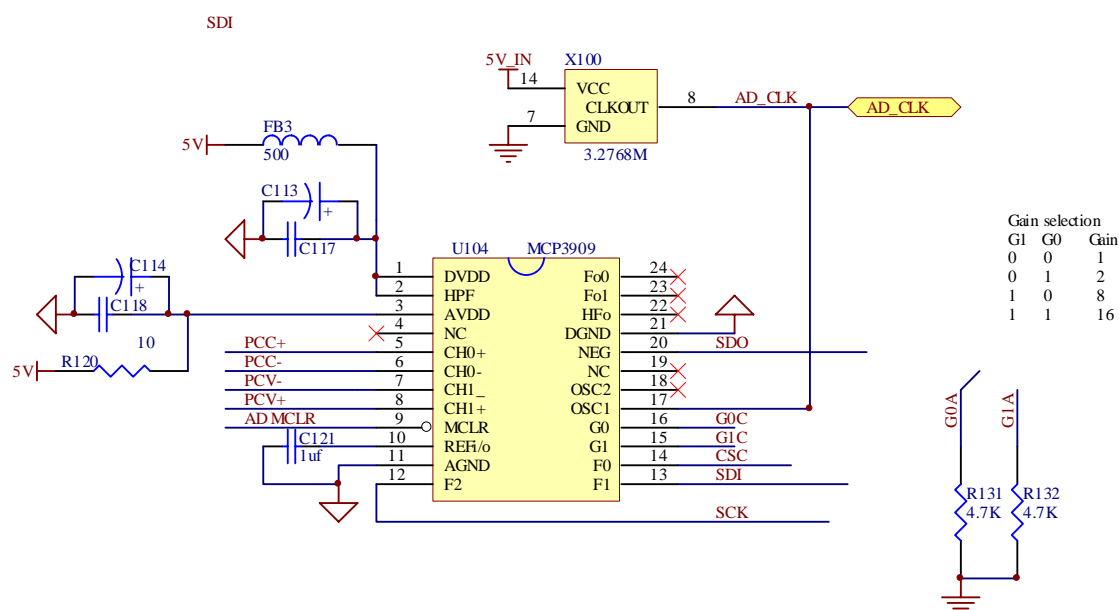 SDI
5V_IN
X100
14
VCC
CLKOUT
8
AD_CLK
AD_CLK
7
GND
3.2768M
FB3
5V
500
C113
+
C117
Gain selection
G1 G0 Gain
0 0 1
0 1 2
1 0 8
1 1 16
U104 MCP3909
C114
+
C118
10
R120
5V
1 DVDD Fo0 24
2 HPF Fo1 23
3 AVDD HFo 22
4 NC DGND 21
PCC+ 5 CH0+ NEG 20 SDO
PCC- 6 CH0- NC 19
PCV- 7 CH1_ OSC2 18
PCV+ 8 CH1+ OSC1 17
AD MCLR 9 MCLR G0 16 G0C
C121 10 REFi/o G1 15 G1C
1uf 11 AGND F0 14 CSC
12 F2 F1 13 SDI
SCK
G0A
G1A
R131
4.7K
R132
4.7K